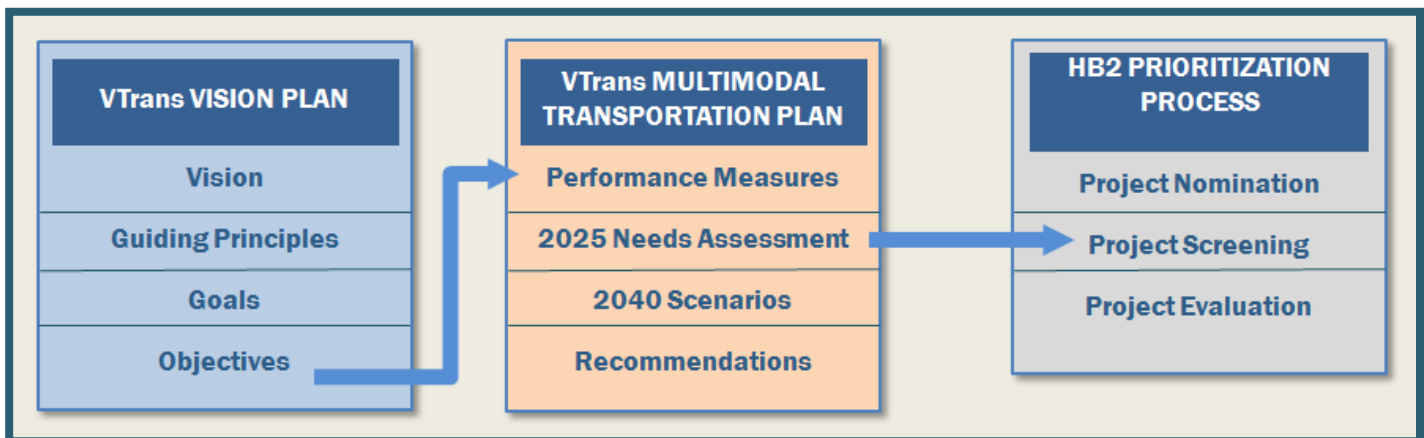 VTrans VISION PLAN
Vision
Guiding Principles
Goals
Objectives
VTrans MULTIMODAL
TRANSPORTATION PLAN
Performance Measures
2025 Needs Assessment
2040 Scenarios
Recommendations
HB2 PRIORITIZATION
PROCESS
Project Nomination
Project Screening
Project Evaluation